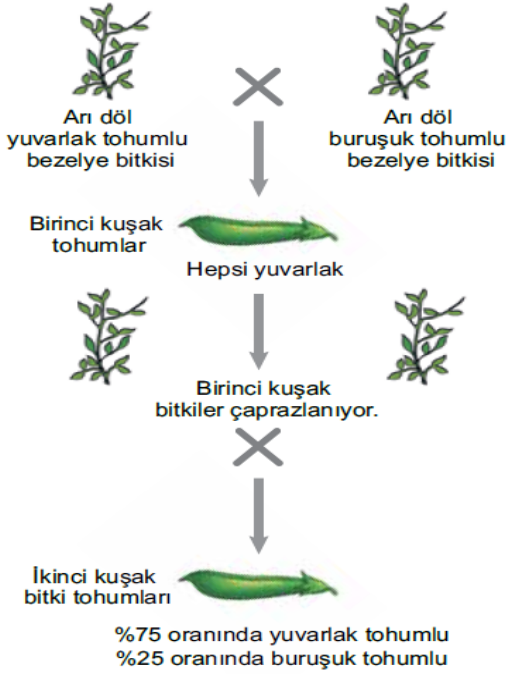 Arı döl
yuvarlak tohumlu
bezelye bitkisi
Arı döl
buruşuk tohumlu
bezelye bitkisi
Birinci kuşak
tohumlar
Hepsi yuvarlak
Birinci kuşak
bitkiler çaprazlanıyor.
İkinci kuşak
bitki tohumları
%75 oranında yuvarlak tohumlu
%25 oranında buruşuk tohumlu